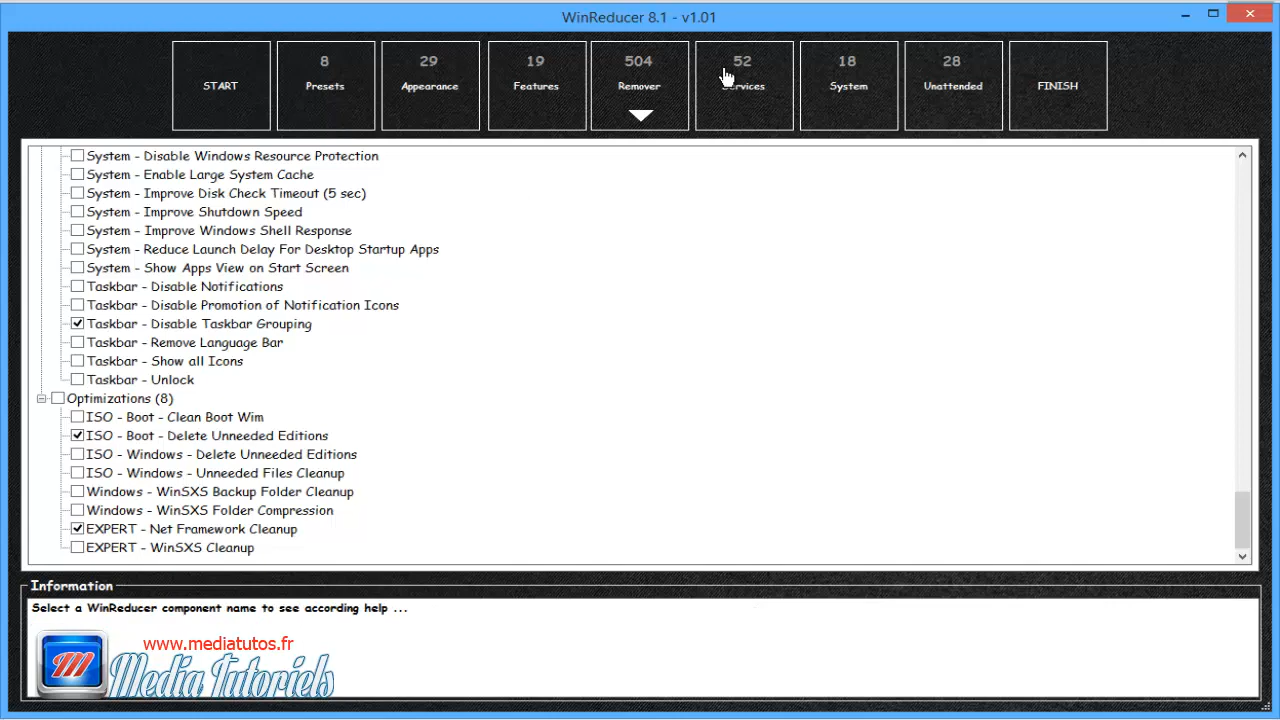 WinReducer 8.1 - v1.01
START
8
Presets
29
Appearance
19
Features
504
Remover
52
Services
18
System
28
Unattended
FINISH
System - Disable Windows Resource Protection
System - Enable Large System Cache
System - Improve Disk Check Timeout (5 sec)
System - Improve Shutdown Speed
System - Improve Windows Shell Response
System - Reduce Launch Delay For Desktop Startup Apps
System - Show Apps View on Start Screen
Taskbar - Disable Notifications
Taskbar - Disable Promotion of Notification Icons
Taskbar - Disable Taskbar Grouping
Taskbar - Remove Language Bar
Taskbar - Show all Icons
Taskbar - Unlock
Optimizations (8)
ISO - Boot - Clean Boot Wim
ISO - Boot - Delete Unneeded Editions
ISO - Windows - Delete Unneeded Editions
ISO - Windows - Unneeded Files Cleanup
Windows - WinSXS Backup Folder Cleanup
Windows - WinSXS Folder Compression
EXPERT - Net Framework Cleanup
EXPERT - WinSXS Cleanup
Information
Select a WinReducer component name to see according help ...
www.mediatutos.fr
m Media Tutoriels